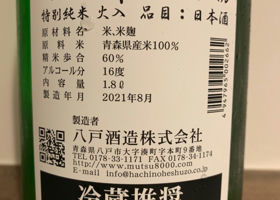 特別純米 火入 品目：日本酒
原材料名 米、米麹
原料米 青森県産米100％
精米歩合 60％
アルコール分 16度
内容量 1.8ℓ
製造年月 2021年8月
製造者
八戸酒造株式会社
青森県八戸市大字湊町字本町9番
TEL 0178-33-1171 FAX 0178-34-1174
http://www.mutsu8000.com
E-mail info@hachinoheshuzo.co.jp
4947965002662
冷蔵推奨